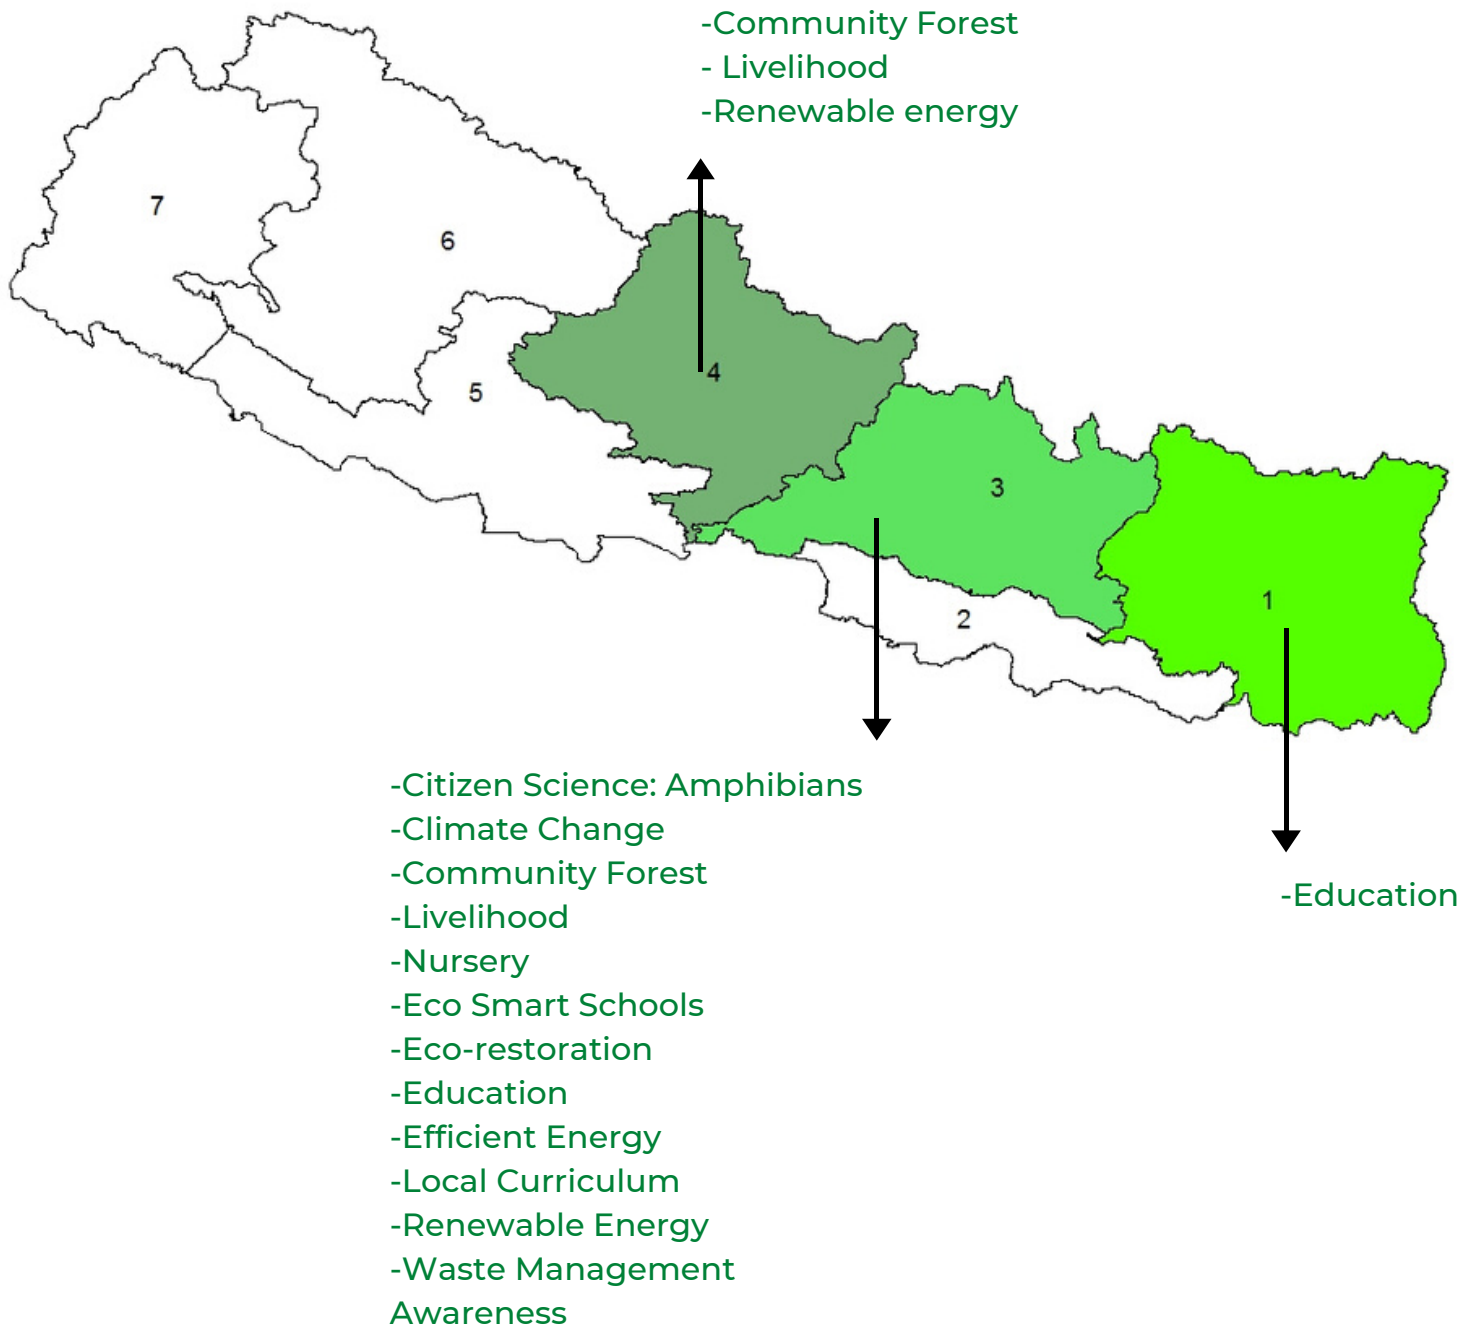 -Community Forest
- Livelihood
-Renewable energy
7
6
4
5
3
1
2
-Citizen Science: Amphibians
-Climate Change
-Community Forest
-Livelihood
-Nursery
-Eco Smart Schools
-Eco-restoration
-Education
-Efficient Energy
-Local Curriculum
-Renewable Energy
-Waste Management
Awareness
-Education